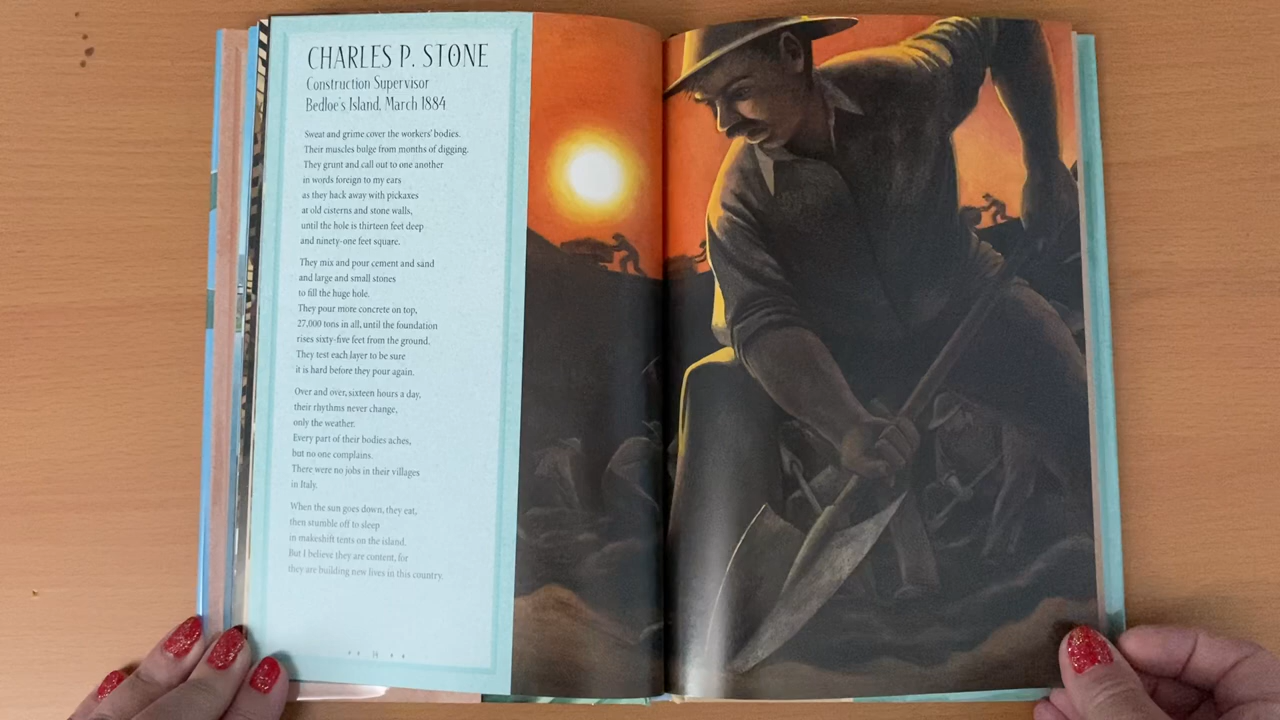 CHARLES P. STONE
Construction Supervisor
Bedloe's Island, March 1884
Sweat and grime cover the workers' bodies.
Their muscles bulge from months of digging.
They grunt and call out to one another
in words foreign to my ears
as they hack away with pickaxes
at old cisterns and stone walls,
until the hole is thirteen feet deep
and ninety-one feet square.
They mix and pour cement and sand
and large and small stones
to fill the huge hole.
They pour more concrete on top,
27,000 tons in all, until the foundation
rises sixty-five feet from the ground.
They test each layer to be sure
it is hard before they pour again.
Over and over, sixteen hours a day,
their rhythms never change,
only the weather.
Every part of their bodies aches,
but no one complains.
There were no jobs in their villages
in Italy.
When the sun goes down, they eat,
then stumble off to sleep
in makeshift tents on the island.
But I believe they are content, for
they are building new lives in this country.
14